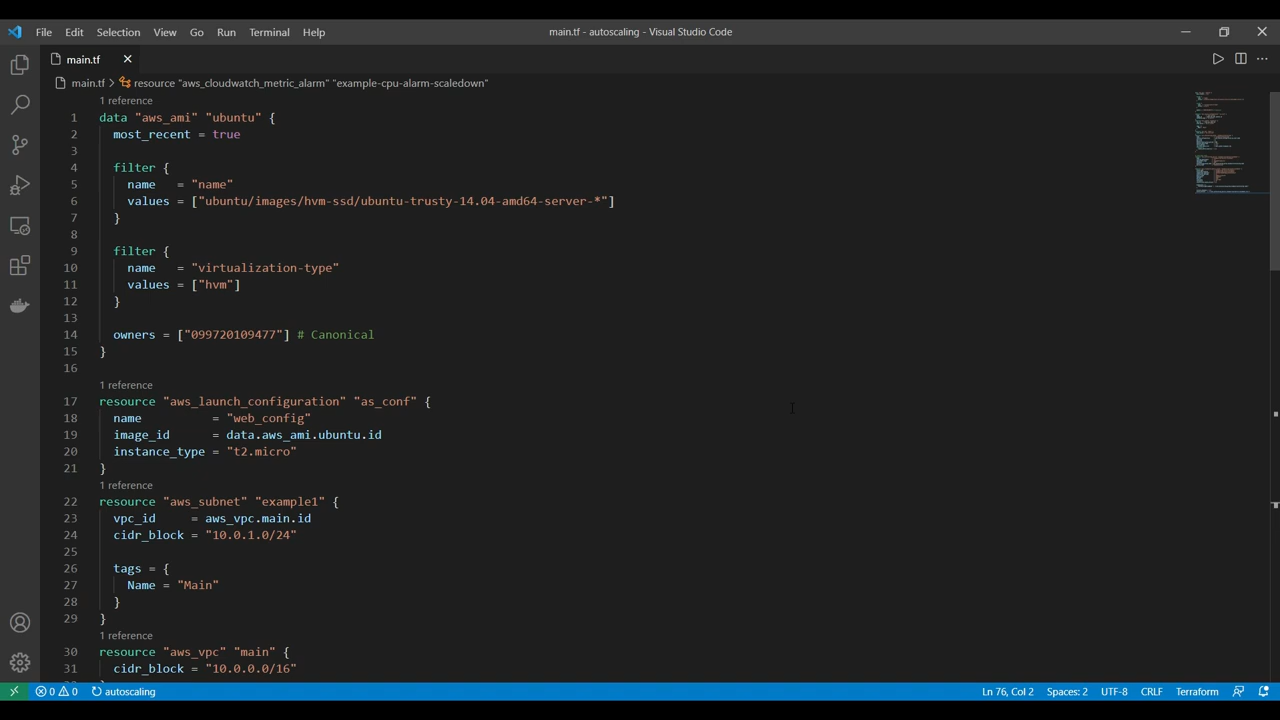 File Edit Selection View Go Run Terminal Help main.tf - autoscaling - Visual Studio Code
main.tf
main.tf > resource "aws_cloudwatch_metric_alarm" "example-cpu-alarm-scaledown"
1 reference
1 data "aws_ami" "ubuntu" {
2 most_recent = true
3
4 filter {
5 name = "name"
6 values = ["ubuntu/images/hvm-ssd/ubuntu-trusty-14.04-amd64-server-*"]
7 }
8
9 filter {
10 name = "virtualization-type"
11 values = ["hvm"]
12 }
13
14 owners = ["099720109477"] # Canonical
15 }
16
1 reference
17 resource "aws_launch_configuration" "as_conf" {
18 name = "web_config"
19 image_id = data.aws_ami.ubuntu.id
20 instance_type = "t2.micro"
21 }
1 reference
22 resource "aws_subnet" "example1" {
23 vpc_id = aws_vpc.main.id
24 cidr_block = "10.0.1.0/24"
25
26 tags = {
27 Name = "Main"
28 }
29 }
1 reference
30 resource "aws_vpc" "main" {
31 cidr_block = "10.0.0.0/16"
0 0 autoscaling Ln 76, Col 2 Spaces: 2 UTF-8 CRLF Terraform